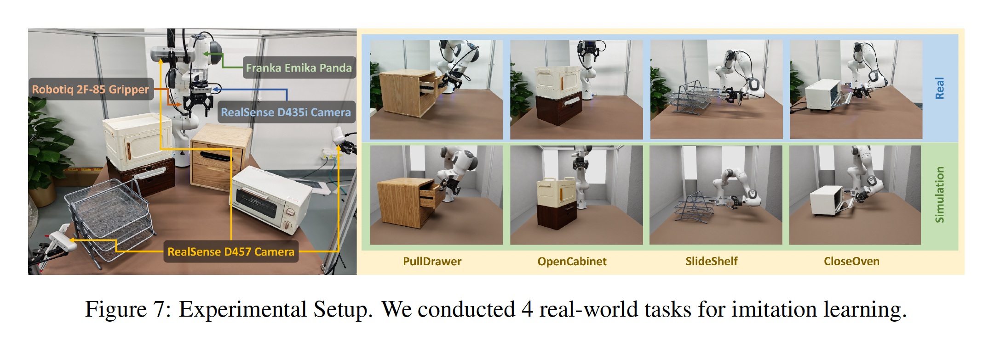 Franka Emika Panda
Robotiq 2F-85 Gripper
RealSense D435i Camera
RealSense D457 Camera
Real
Simulation
PullDrawer
OpenCabinet
SlideShelf
CloseOven
Figure 7: Experimental Setup. We conducted 4 real-world tasks for imitation learning.